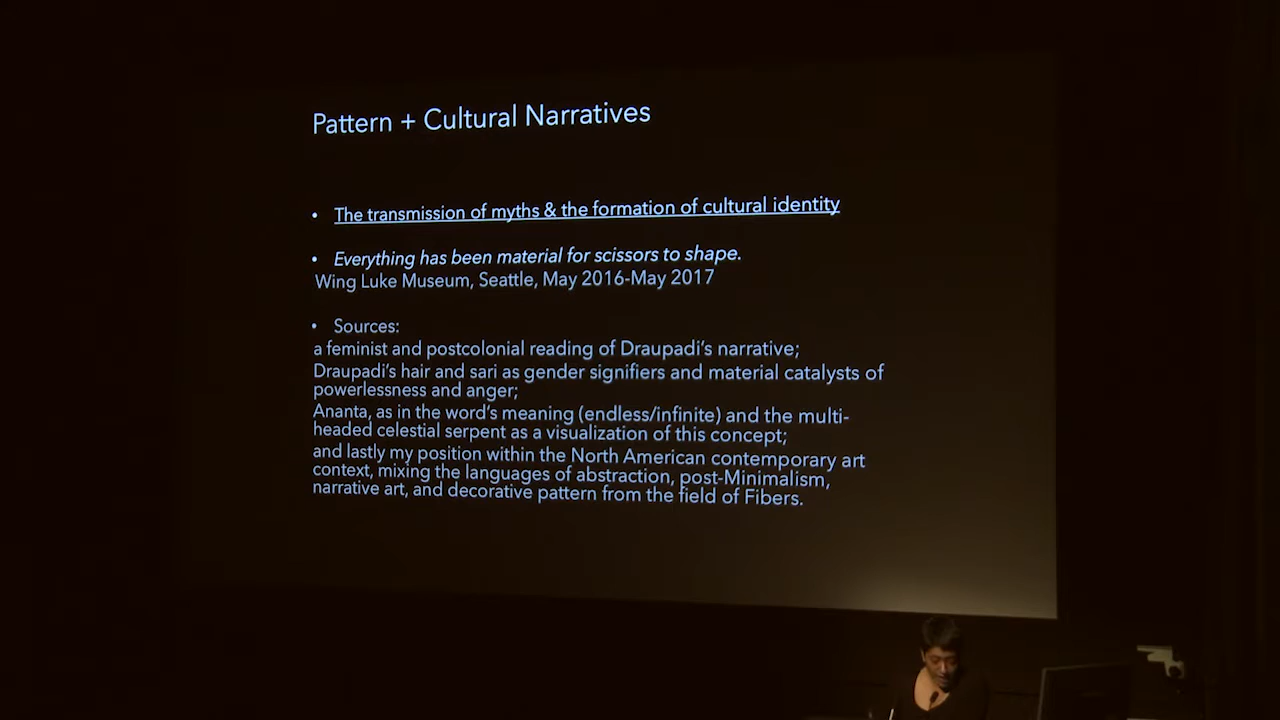 Pattern + Cultural Narratives
• The transmission of myths & the formation of cultural identity
• Everything has been material for scissors to shape.
Wing Luke Museum, Seattle, May 2016-May 2017
• Sources:
a feminist and postcolonial reading of Draupadi's narrative;
Draupadi's hair and sari as gender signifiers and material catalysts of
powerlessness and anger;
Ananta, as in the word's meaning (endless/infinite) and the multi-
headed celestial serpent as a visualization of this concept;
and lastly my position within the North American contemporary art
context, mixing the languages of abstraction, post-Minimalism,
narrative art, and decorative pattern from the field of Fibers.